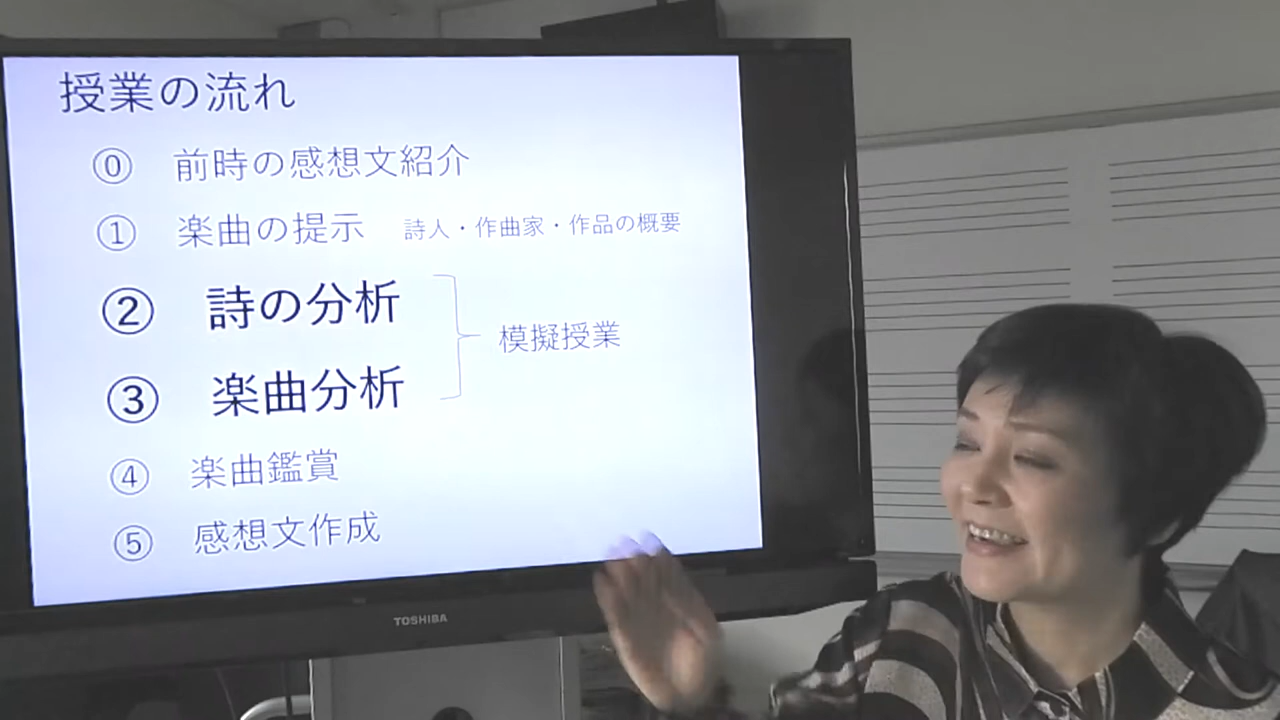 授業の流れ
⓪ 前時の感想文紹介
① 楽曲の提示 詩人・作曲家・作品の概要
② 詩の分析
模擬授業
③ 楽曲分析
④ 楽曲鑑賞
⑤ 感想文作成
TOSHIBA